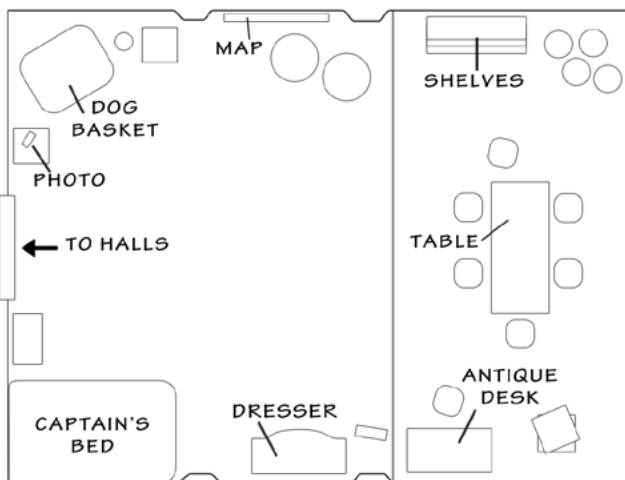 MAP
SHELVES
DOG
BASKET
PHOTO
TO HALLS
TABLE
ANTIQUE
DESK
DRESSER
CAPTAIN'S
BED